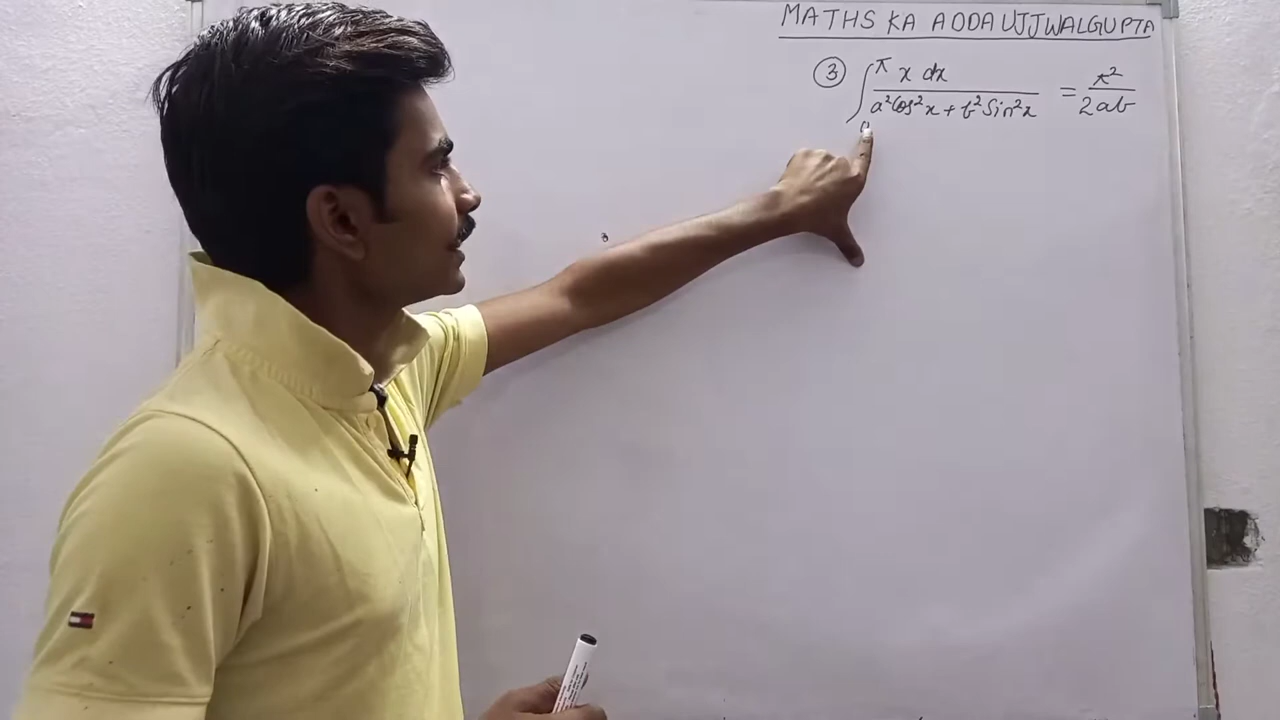 MATHS KA ADDA UJJWALGUPTA
③ ∫₀^π x dx / (a²cos²x + b²Sin²x) = π² / 2ab